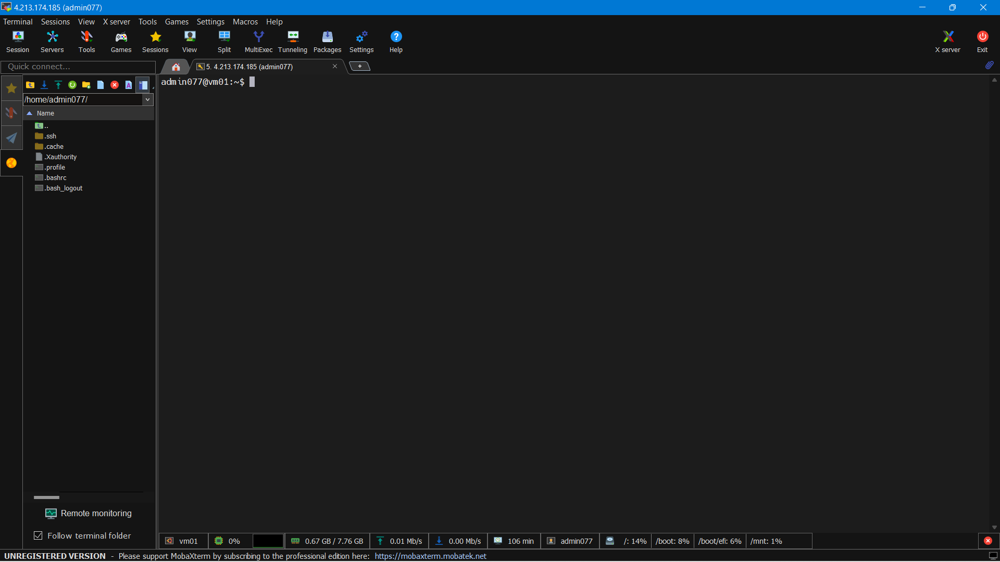 4.213.174.185 (admin077)
Terminal Sessions View X server Tools Games Settings Macros Help
Session Servers Tools Games Sessions View Split MultiExec Tunneling Packages Settings Help X server Exit
Quick connect...
5. 4.213.174.185 (admin077)
admin077@vm01:~$
/home/admin077/
Name
..
.ssh
.cache
.Xauthority
.profile
.bashrc
.bash_logout
Remote monitoring
Follow terminal folder
vm01 0% 0.67 GB / 7.76 GB 0.01 Mb/s 0.00 Mb/s 106 min admin077 /: 14% /boot: 8% /boot/efi: 6% /mnt: 1%
UNREGISTERED VERSION - Please support MobaXterm by subscribing to the professional edition here: https://mobaxterm.mobatek.net